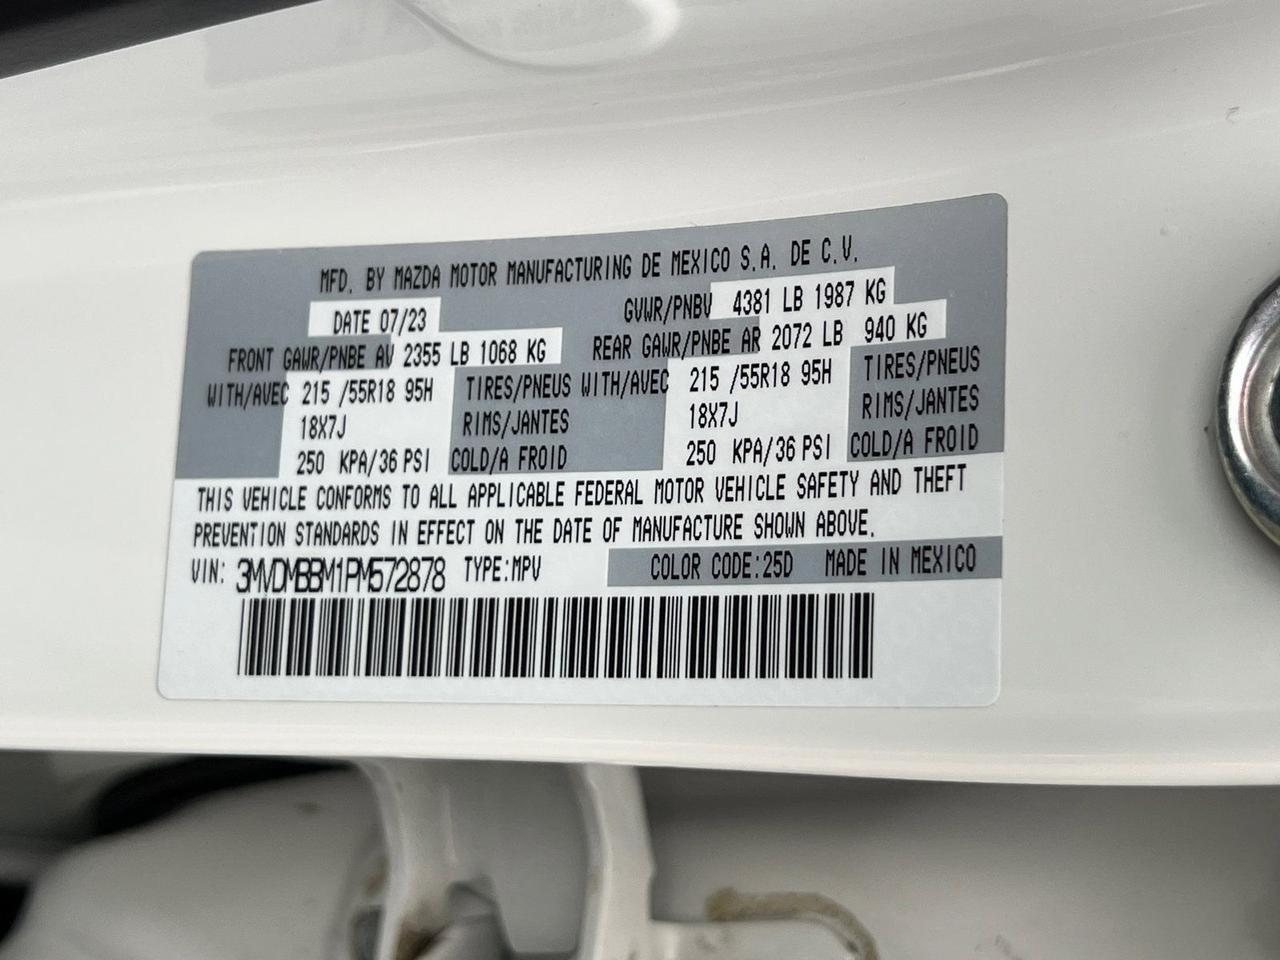 MFD. BY MAZDA MOTOR MANUFACTURING DE MEXICO S.A. DE C.V.
DATE 07/23 GVWR/PNBV 4381 LB 1987 KG
FRONT GAWR/PNBE AV 2355 LB 1068 KG REAR GAWR/PNBE AR 2072 LB 940 KG
WITH/AVEC 215 /55R18 95H TIRES/PNEUS WITH/AVEC 215 /55R18 95H TIRES/PNEUS
18X7J RIMS/JANTES 18X7J RIMS/JANTES
250 KPA/36 PSI COLD/A FROID 250 KPA/36 PSI COLD/A FROID
THIS VEHICLE CONFORMS TO ALL APPLICABLE FEDERAL MOTOR VEHICLE SAFETY AND THEFT
PREVENTION STANDARDS IN EFFECT ON THE DATE OF MANUFACTURE SHOWN ABOVE.
VIN: 3MVDMBBM1PM572878 TYPE:MPV COLOR CODE:25D MADE IN MEXICO